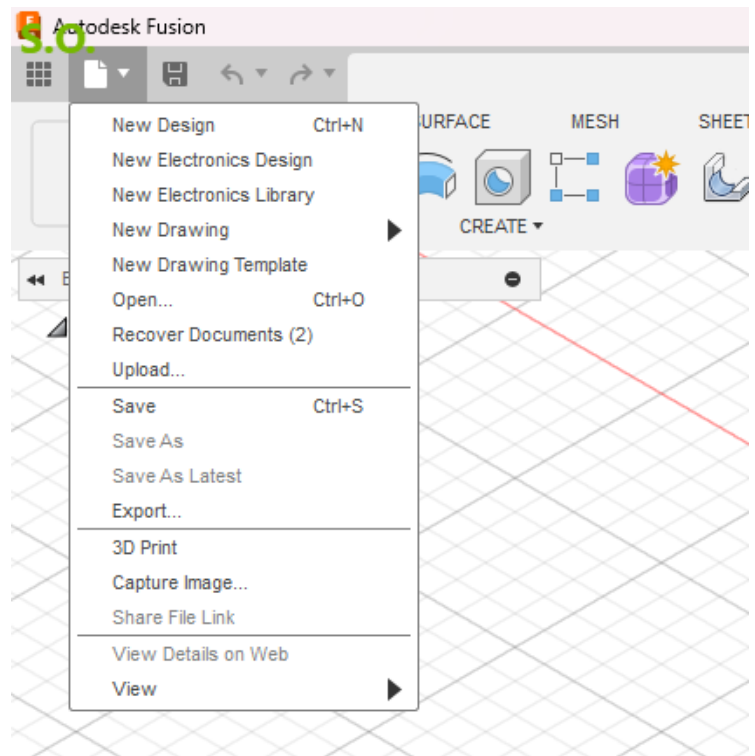 Autodesk Fusion
S.O.
SURFACE MESH SHEET
CREATE
New Design Ctrl+N
New Electronics Design
New Electronics Library
New Drawing
New Drawing Template
Open... Ctrl+O
Recover Documents (2)
Upload...
Save Ctrl+S
Save As
Save As Latest
Export...
3D Print
Capture Image...
Share File Link
View Details on Web
View